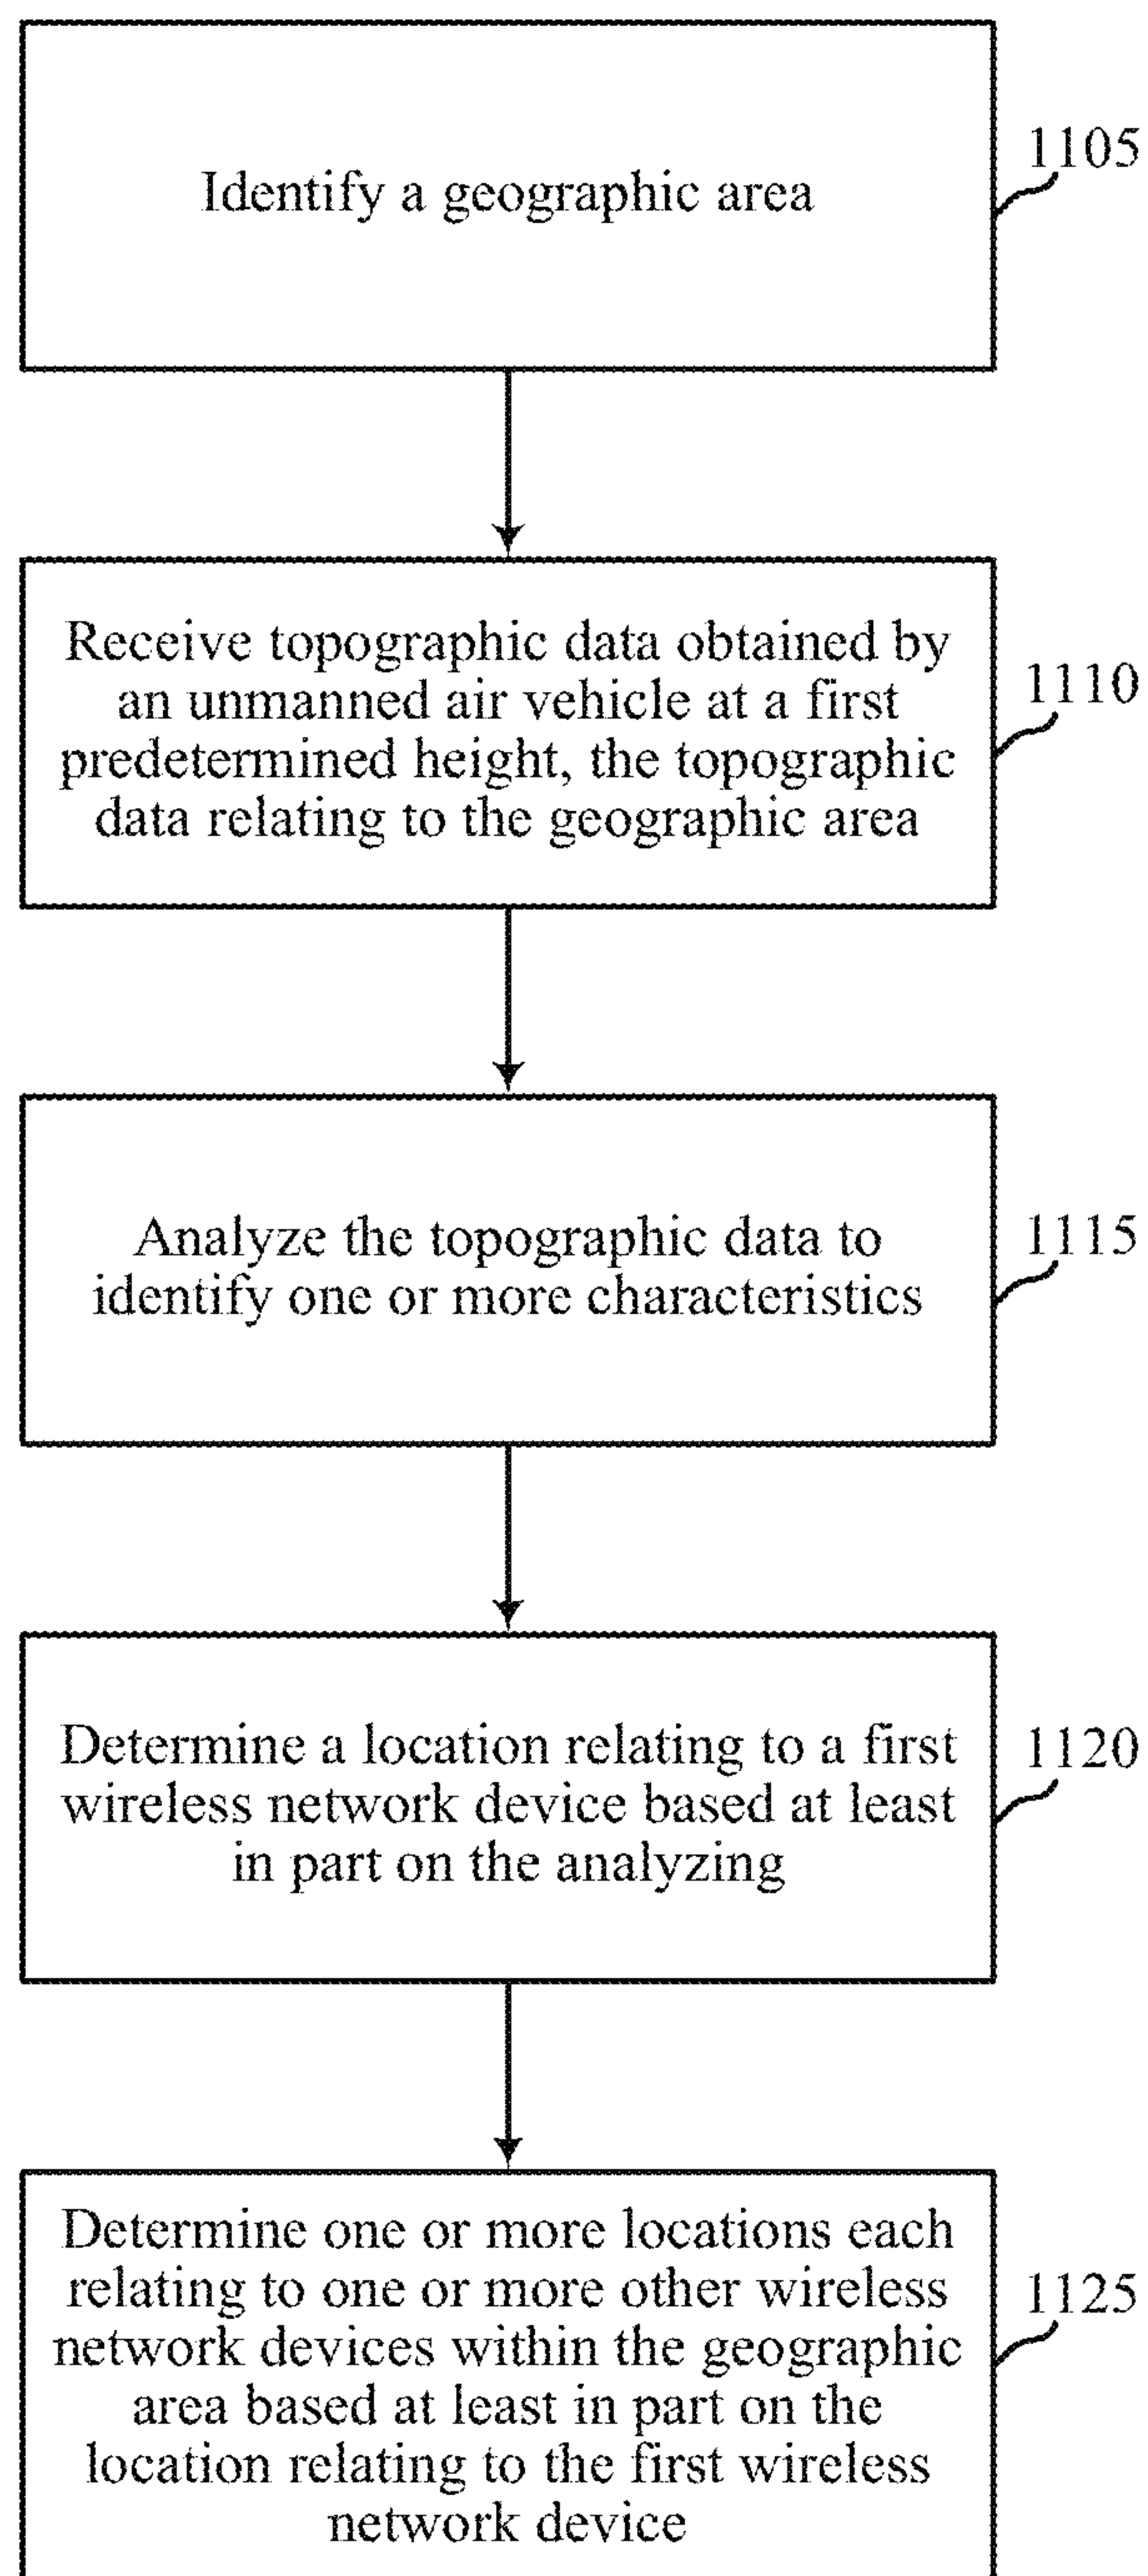 Identify a geographic area
1105
Receive topographic data obtained by
an unmanned air vehicle at a first
predetermined height, the topographic
data relating to the geographic area
1110
Analyze the topographic data to
identify one or more characteristics
1115
Determine a location relating to a first
wireless network device based at least
in part on the analyzing
1120
Determine one or more locations each
relating to one or more other wireless
network devices within the geographic
area based at least in part on the
location relating to the first wireless
network device
1125